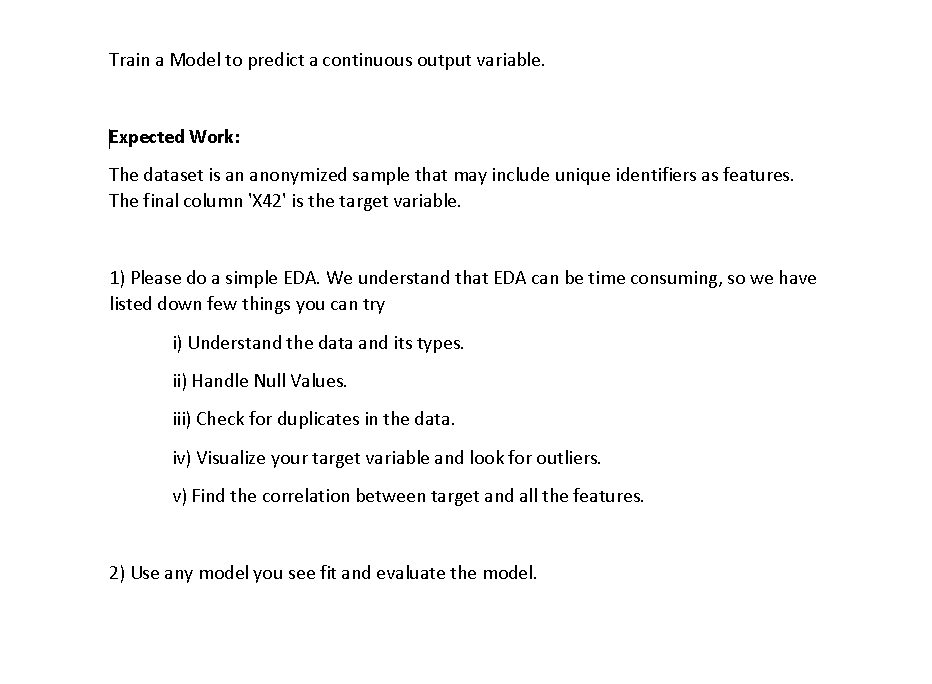 Train a Model to predict a continuous output variable.
Expected Work:
The dataset is an anonymized sample that may include unique identifiers as features.
The final column 'X42' is the target variable.
1) Please do a simple EDA. We understand that EDA can be time consuming, so we have
listed down few things you can try
i) Understand the data and its types.
ii) Handle Null Values.
iii) Check for duplicates in the data.
iv) Visualize your target variable and look for outliers.
v) Find the correlation between target and all the features.
2) Use any model you see fit and evaluate the model.